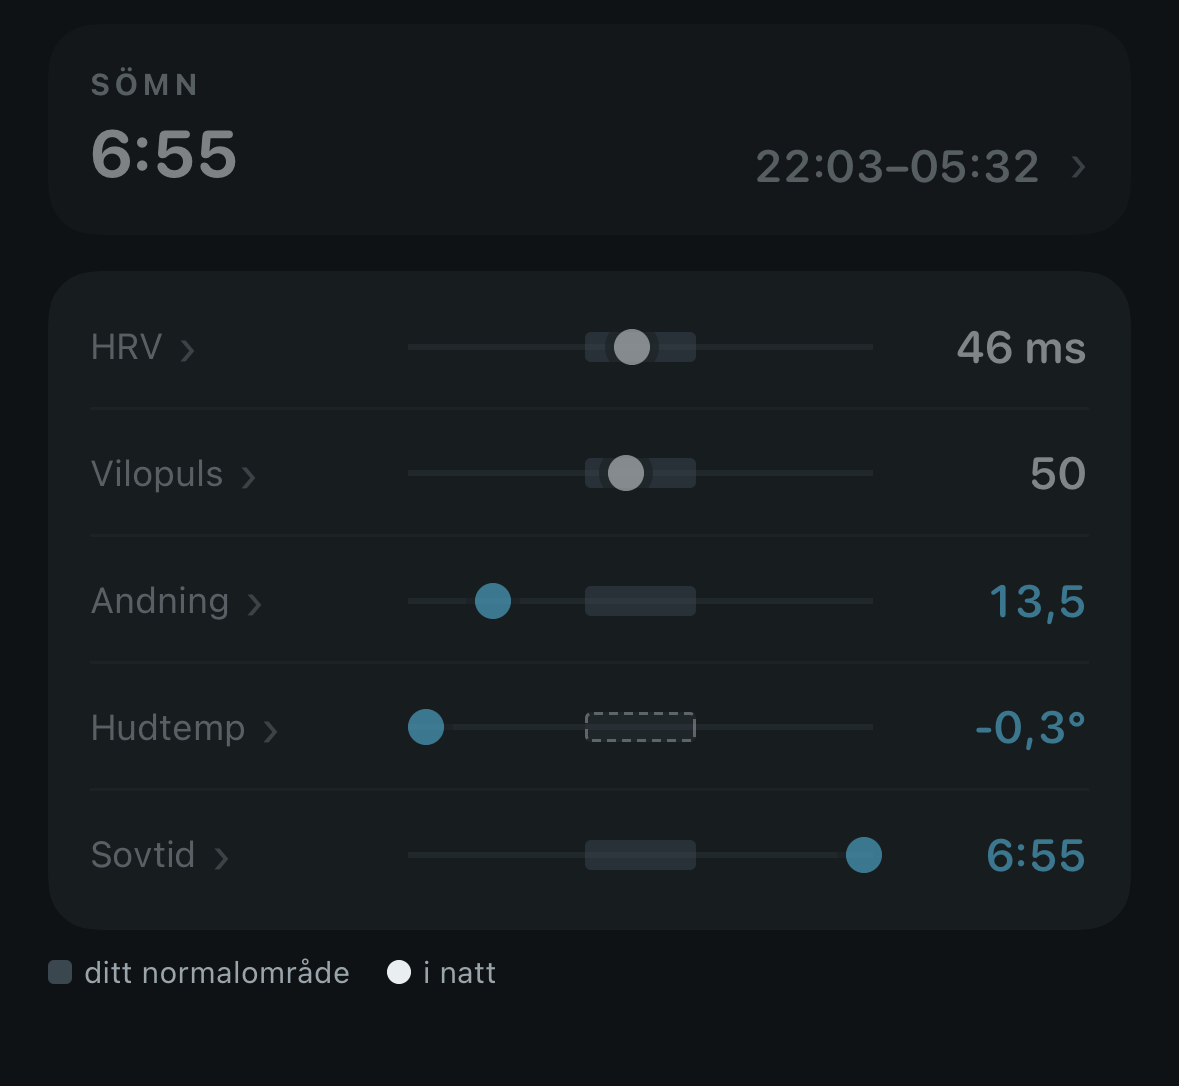 SÖMN
6:55
22:03–05:32 >
HRV > 46 ms
Vilopuls > 50
Andning > 13,5
Hudtemp > -0,3°
Sovtid > 6:55
ditt normalområde i natt